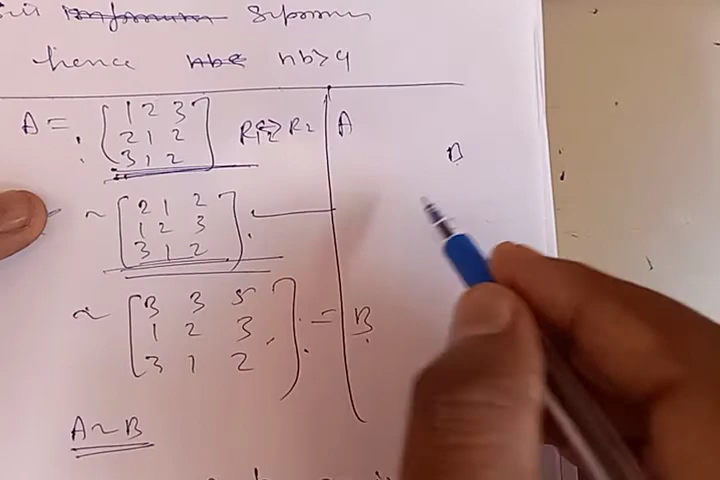 hence nb>4
A = [1 2 3 R1<->R2 A
2 1 2
3 1 2] B
~ [2 1 2
1 2 3
3 1 2]
~ [3 3 5
1 2 3
3 1 2] = B
A ~ B